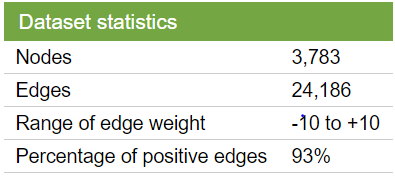 Dataset statistics
Nodes 3,783
Edges 24,186
Range of edge weight -10 to +10
Percentage of positive edges 93%